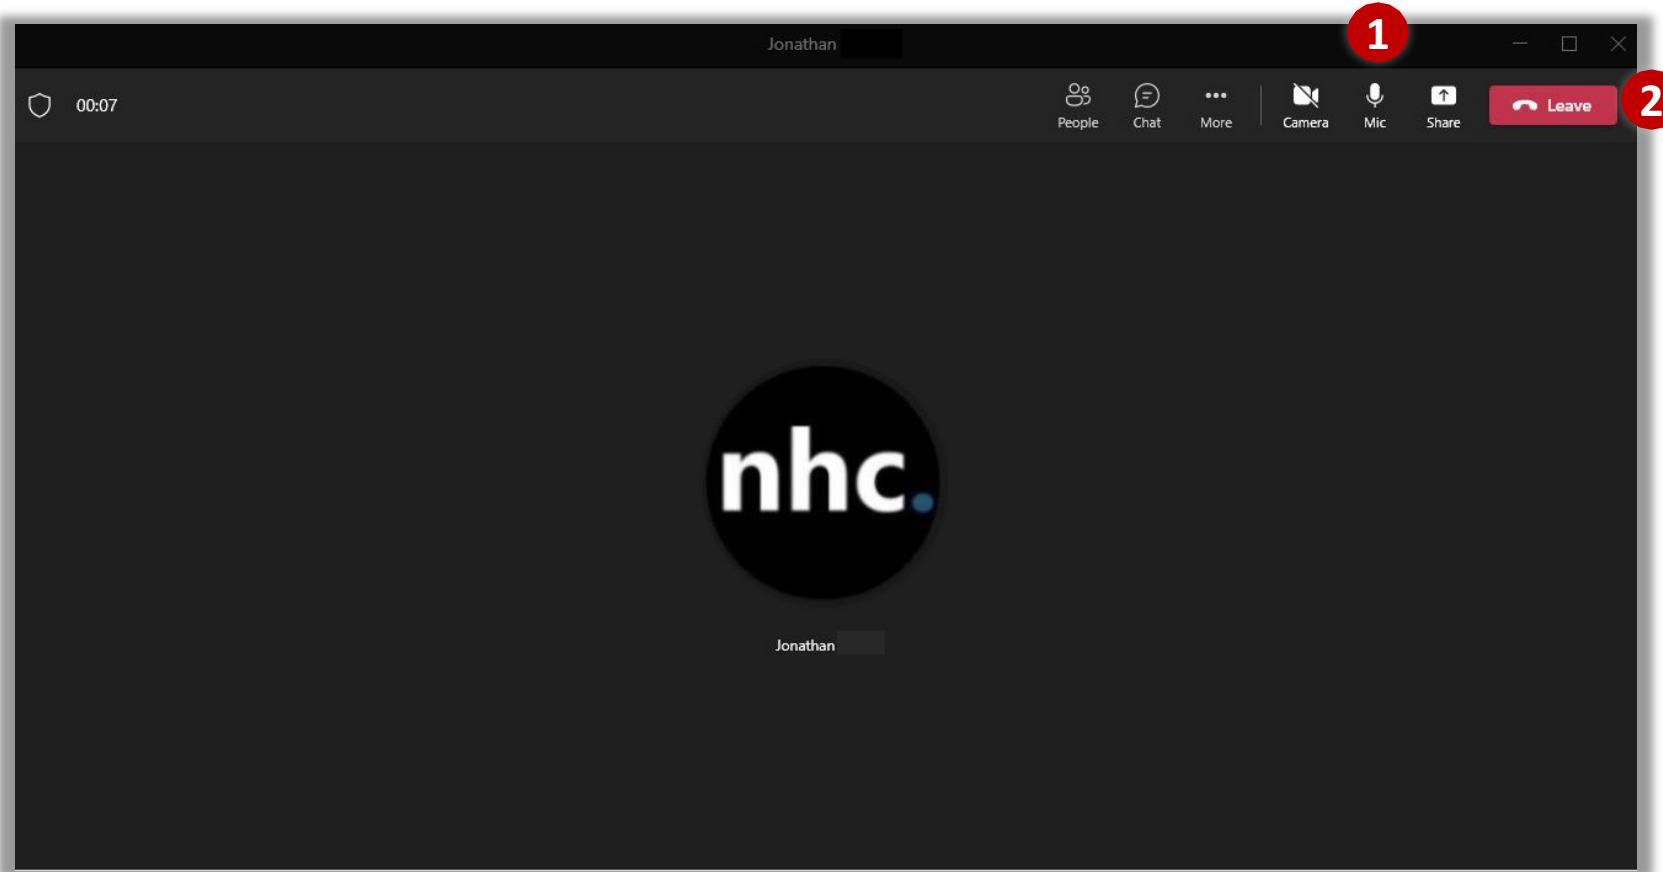 1
Jonathan
00:07
People
Chat
More
Camera
Mic
Share
Leave
2
nhc.
Jonathan